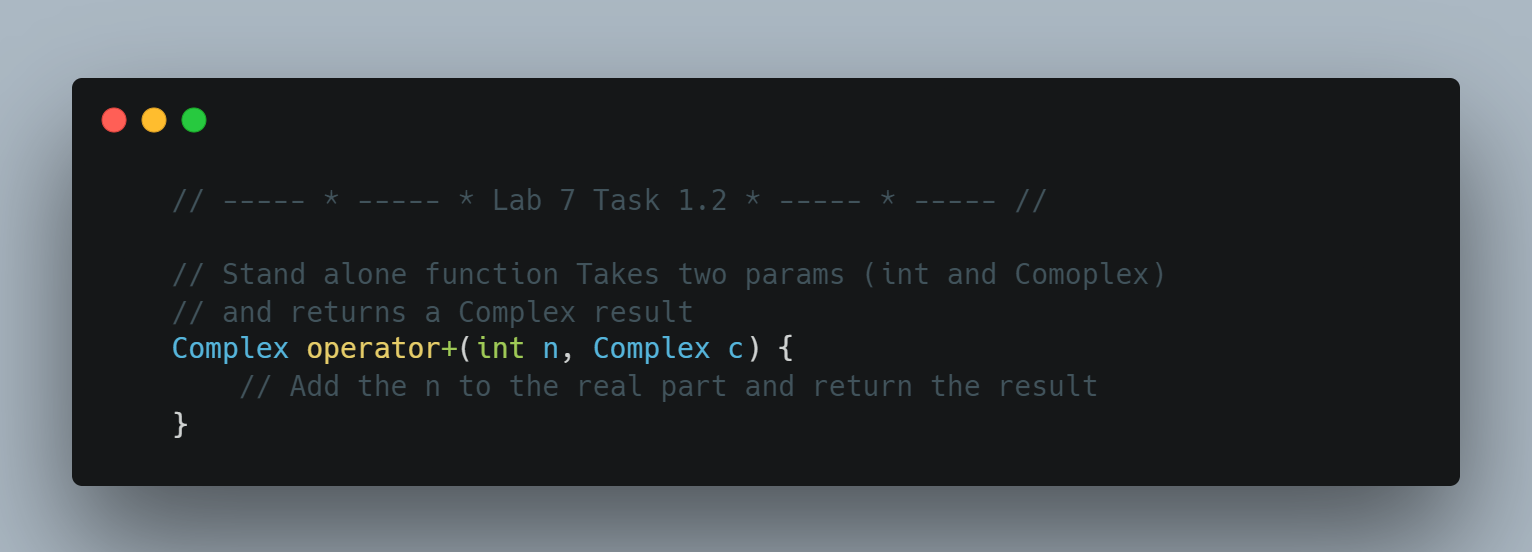 // ----- * ----- * Lab 7 Task 1.2 * ----- * ----- //
// Stand alone function Takes two params (int and Comoplex)
// and returns a Complex result
Complex operator+(int n, Complex c) {
// Add the n to the real part and return the result
}